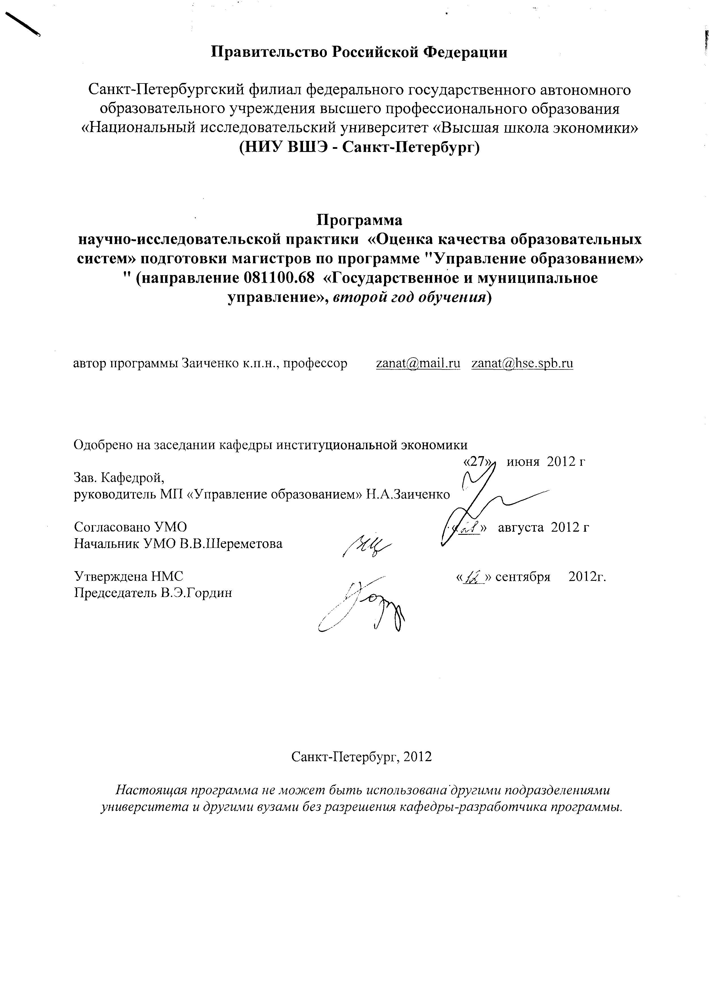 Правительство Российской Федерации
Санкт-Петербургский филиал федерального государственного автономного
образовательного учреждения высшего профессионального образования
«Национальный исследовательский университет «Высшая школа экономики»
(НИУ ВШЭ - Санкт-Петербург)
Программа
научно-исследовательской практики «Оценка качества образовательных
систем» подготовки магистров по программе "Управление образованием»
" (направление 081100.68 «Государственное и муниципальное
управление», второй год обучения)
автор программы Заиченко к.п.н., профессор zanat@mail.ru zanat@hse.spb.ru
Одобрено на заседании кафедры институциональной экономики
«27» июня 2012 г
Зав. Кафедрой,
руководитель МП «Управление образованием» Н.А.Заиченко
Согласовано УМО « » августа 2012 г
Начальник УМО В.В.Шереметова
Утверждена НМС «12» сентября 2012г.
Председатель В.Э.Гордин
Санкт-Петербург, 2012
Настоящая программа не может быть использована другими подразделениями
университета и другими вузами без разрешения кафедры-разработчика программы.